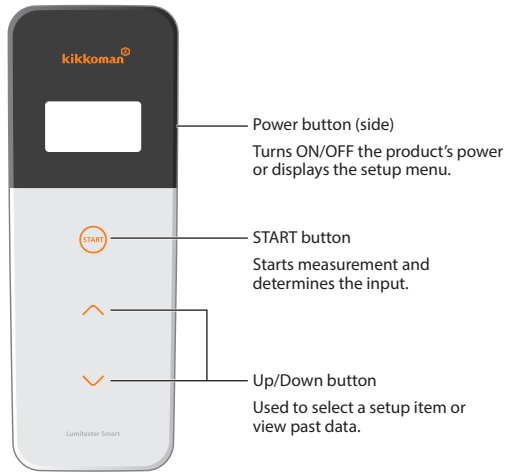 kikkoman
Power button (side)
Turns ON/OFF the product’s power
or displays the setup menu.
START
START button
Starts measurement and
determines the input.
Up/Down button
Used to select a setup item or
view past data.
Lumitester Smart